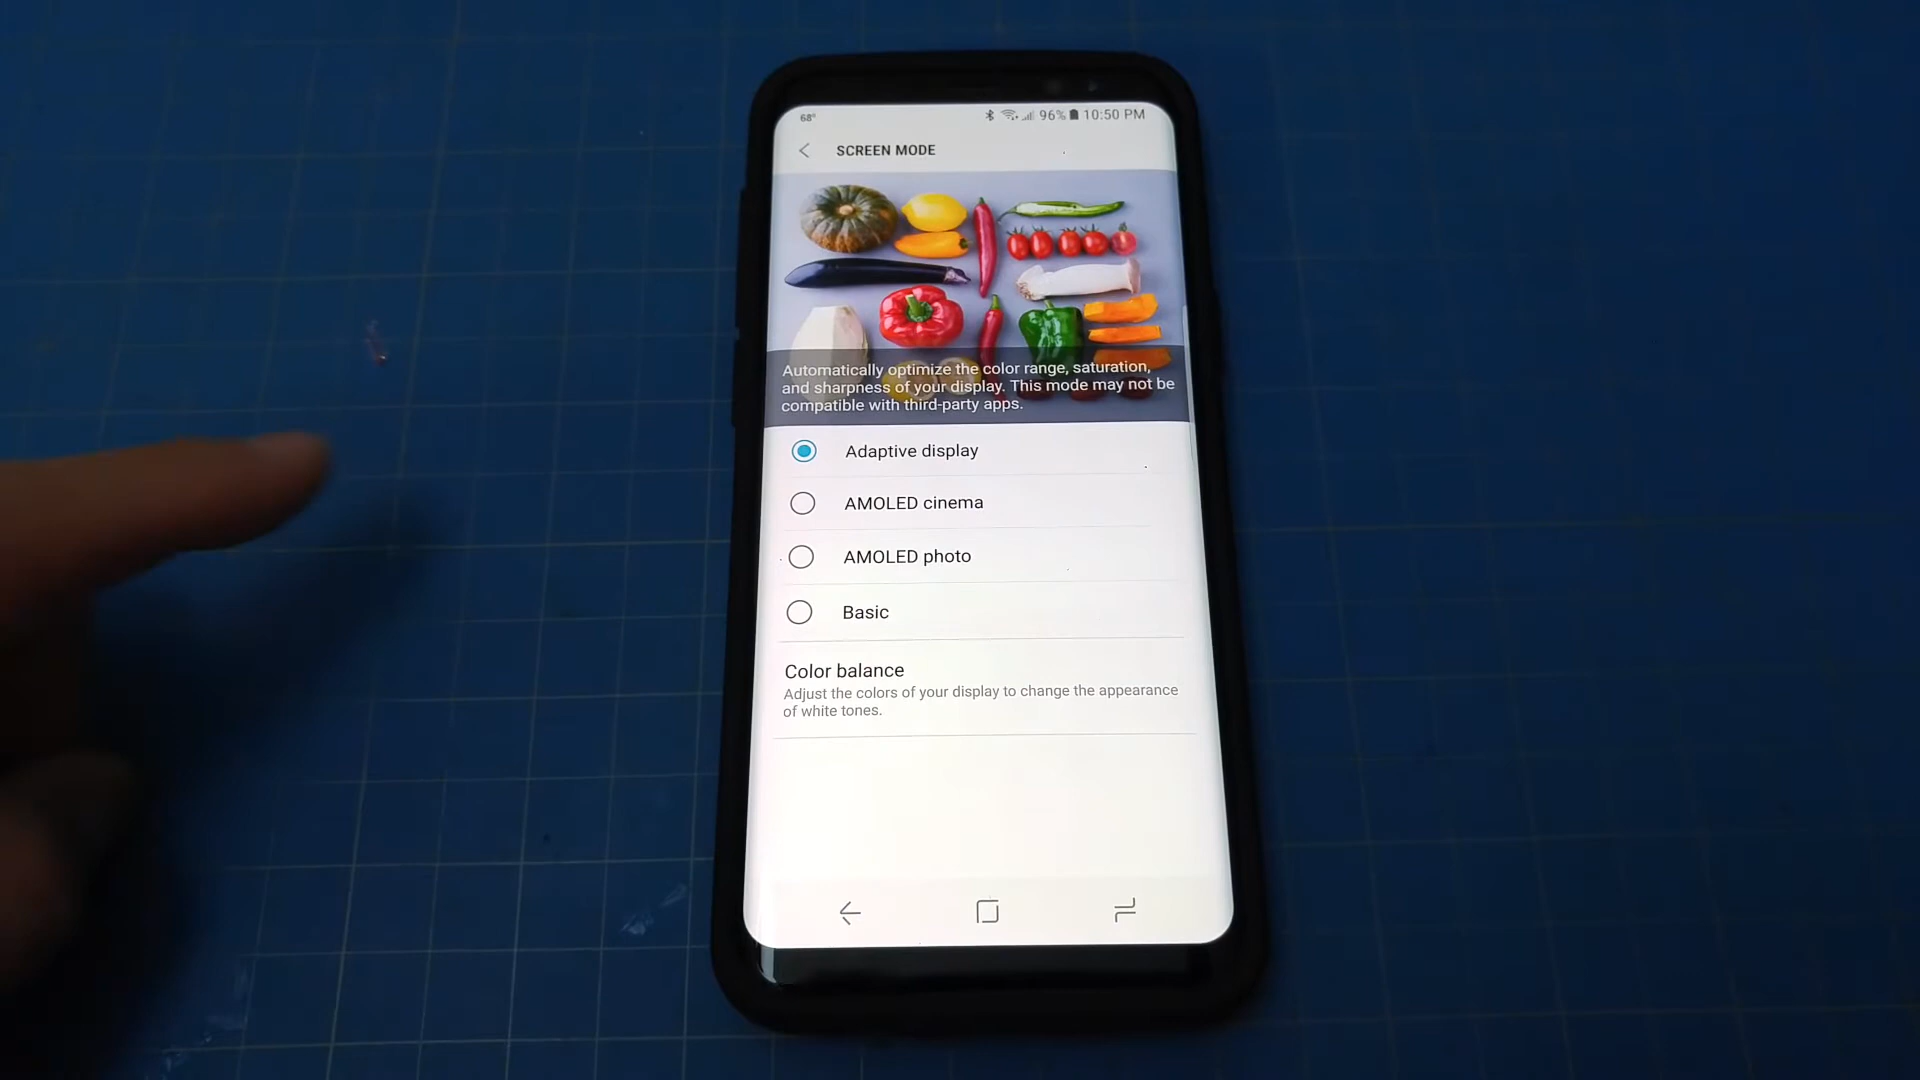 68° 96% 10:50 PM
SCREEN MODE
Automatically optimize the color range, saturation,
and sharpness of your display. This mode may not be
compatible with third-party apps.
Adaptive display
AMOLED cinema
AMOLED photo
Basic
Color balance
Adjust the colors of your display to change the appearance
of white tones.